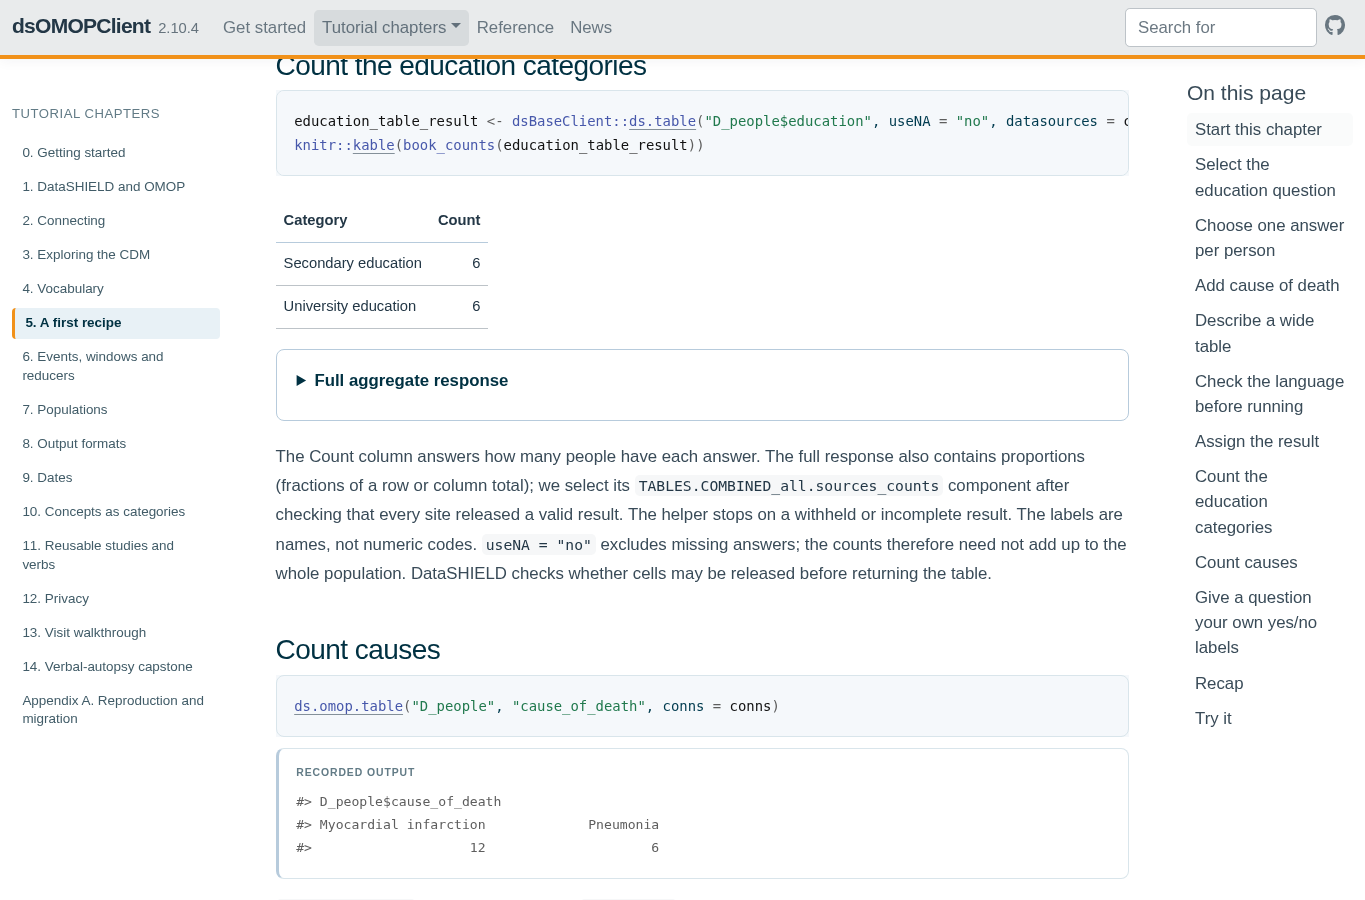 dsOMOPClient 2.10.4 Get started Tutorial chapters Reference News Search for
TUTORIAL CHAPTERS
0. Getting started
1. DataSHIELD and OMOP
2. Connecting
3. Exploring the CDM
4. Vocabulary
5. A first recipe
6. Events, windows and
reducers
7. Populations
8. Output formats
9. Dates
10. Concepts as categories
11. Reusable studies and
verbs
12. Privacy
13. Visit walkthrough
14. Verbal-autopsy capstone
Appendix A. Reproduction and
migration
Count the education categories
education_table_result <- dsBaseClient::ds.table("D_people$education", useNA = "no", datasources = c
knitr::kable(book_counts(education_table_result))
Category Count
Secondary education 6
University education 6
Full aggregate response
The Count column answers how many people have each answer. The full response also contains proportions
(fractions of a row or column total); we select its TABLES.COMBINED_all.sources_counts component after
checking that every site released a valid result. The helper stops on a withheld or incomplete result. The labels are
names, not numeric codes. useNA = "no" excludes missing answers; the counts therefore need not add up to the
whole population. DataSHIELD checks whether cells may be released before returning the table.
Count causes
ds.omop.table("D_people", "cause_of_death", conns = conns)
RECORDED OUTPUT
#> D_people$cause_of_death
#> Myocardial infarction             Pneumonia
#>                    12                     6
On this page
Start this chapter
Select the
education question
Choose one answer
per person
Add cause of death
Describe a wide
table
Check the language
before running
Assign the result
Count the
education
categories
Count causes
Give a question
your own yes/no
labels
Recap
Try it